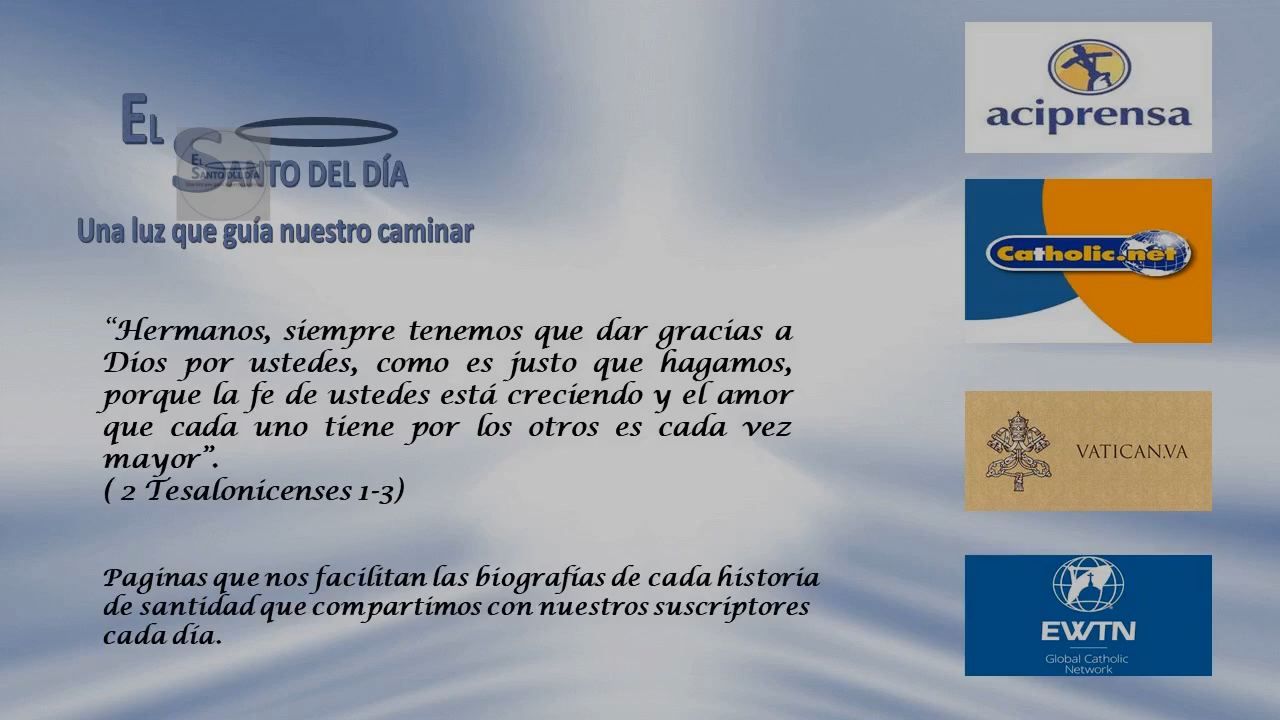 EL
SANTO DEL DÍA
EL
SANTO DEL DÍA
Una luz que guía nuestro caminar
“Hermanos, siempre tenemos que dar gracias a
Dios por ustedes, como es justo que hagamos,
porque la fe de ustedes está creciendo y el amor
que cada uno tiene por los otros es cada vez
mayor”.
( 2 Tesalonicenses 1-3)
Paginas que nos facilitan las biografías de cada historia
de santidad que compartimos con nuestros suscriptores
cada día.
aciprensa
Catholic.net
VATICAN.VA
EWTN
Global Catholic
Network